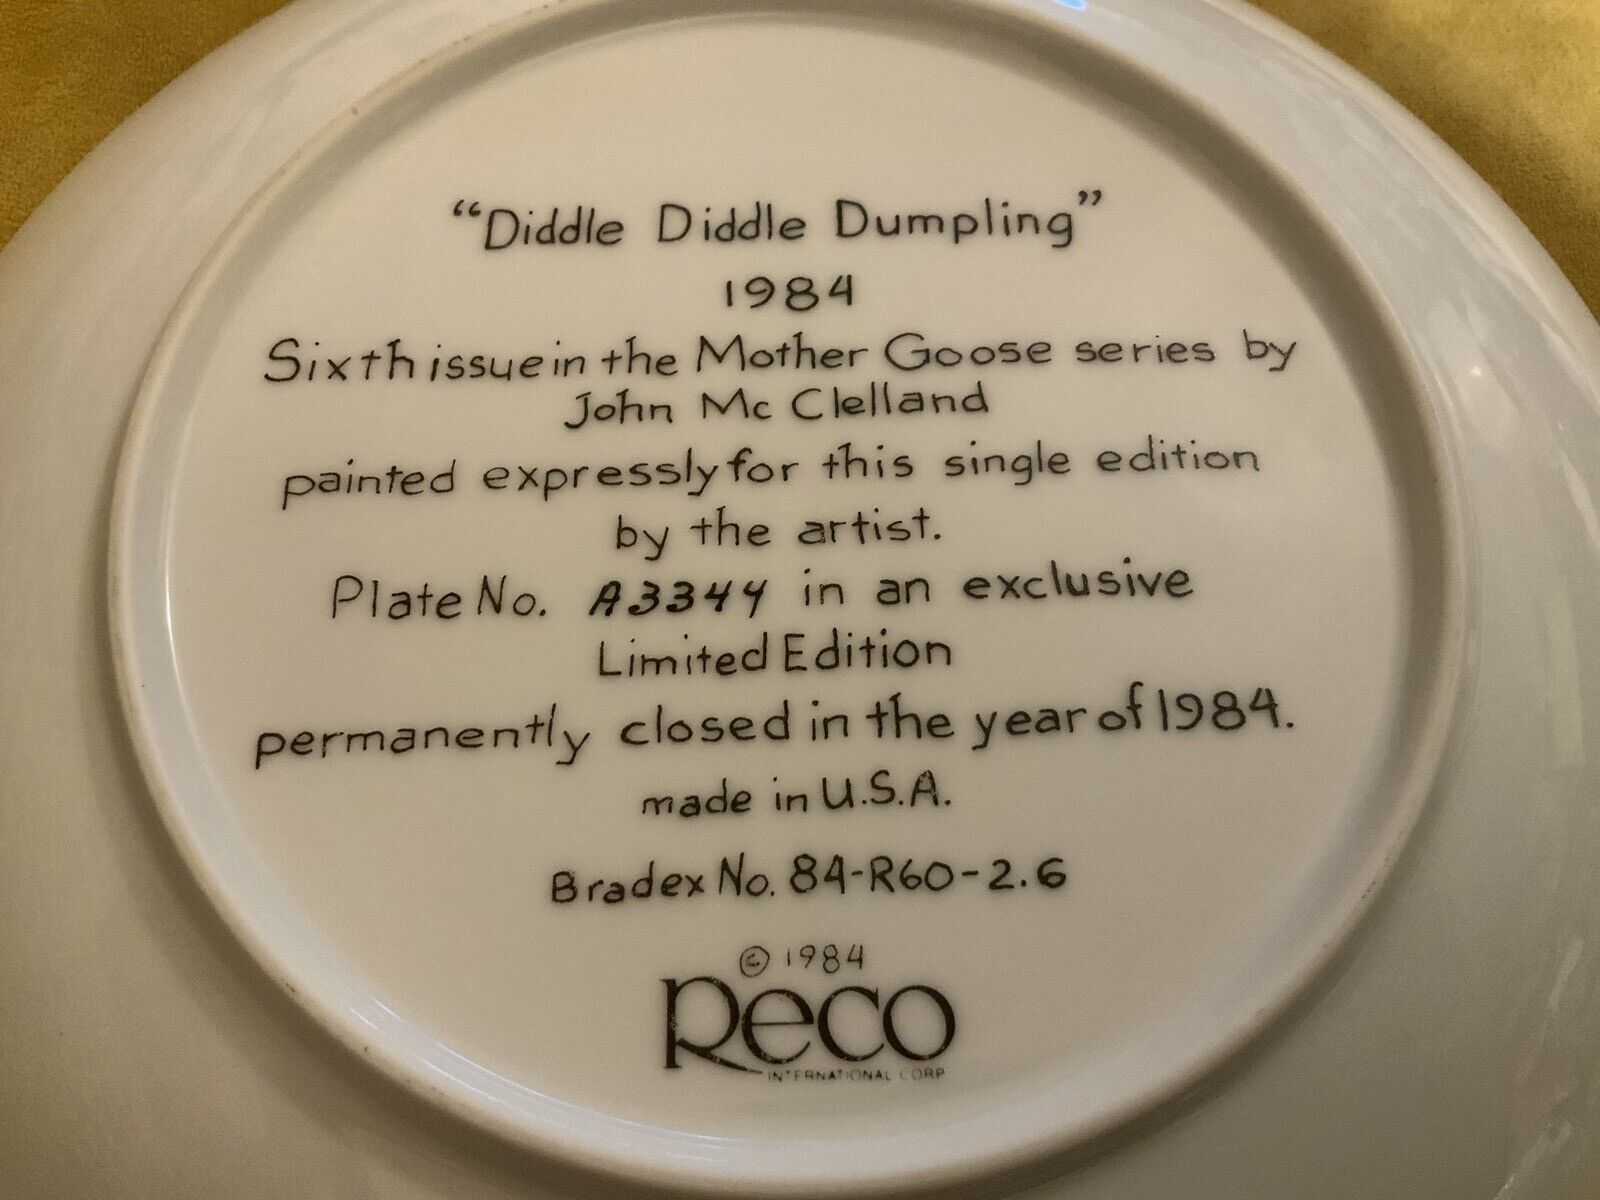 “Diddle Diddle Dumpling”
1984
Sixth issue in the Mother Goose series by
John Mc Clelland
painted expressly for this single edition
by the artist.
Plate No. A3344 in an exclusive
Limited Edition
permanently closed in the year of 1984.
made in U.S.A.
Bradex No. 84-R60-2.6
© 1984
Reco
INTERNATIONAL CORP